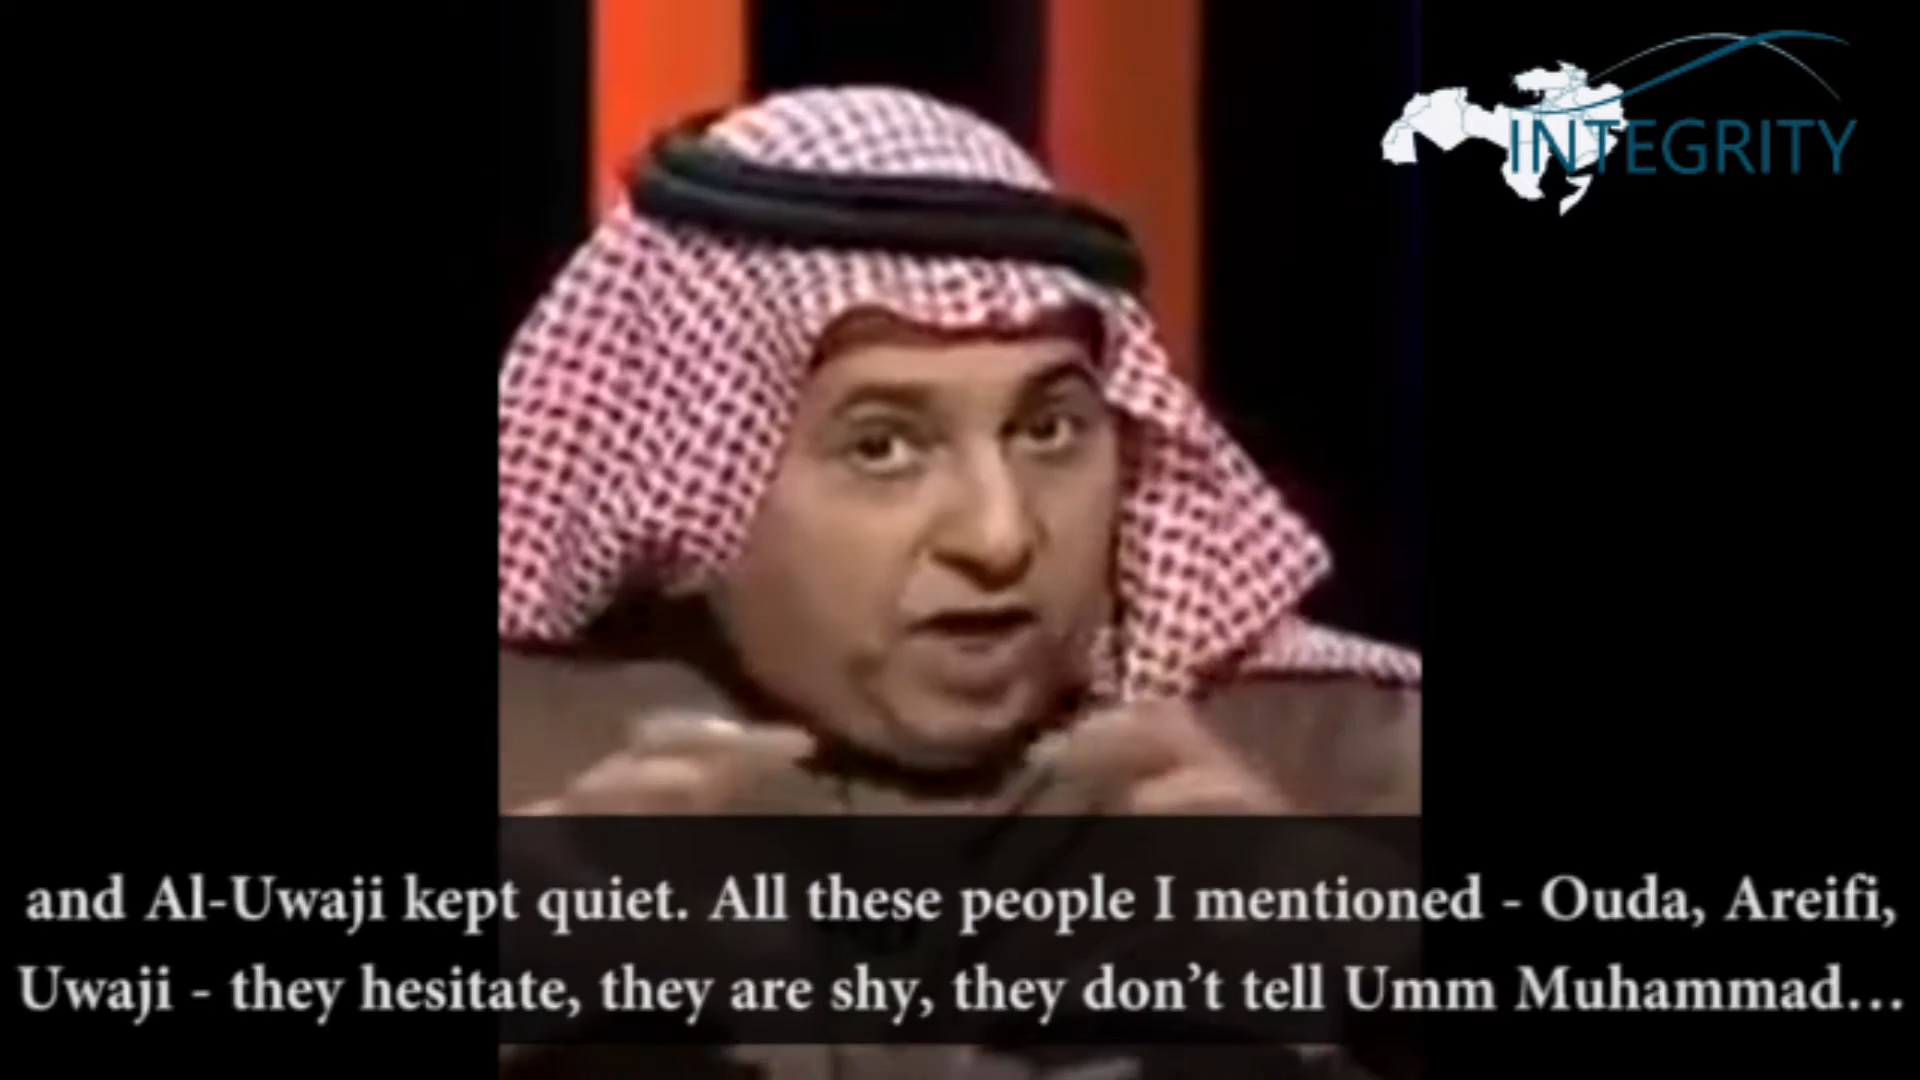 INTEGRITY
and Al-Uwaji kept quiet. All these people I mentioned - Ouda, Areifi,
Uwaji - they hesitate, they are shy, they don’t tell Umm Muhammad…